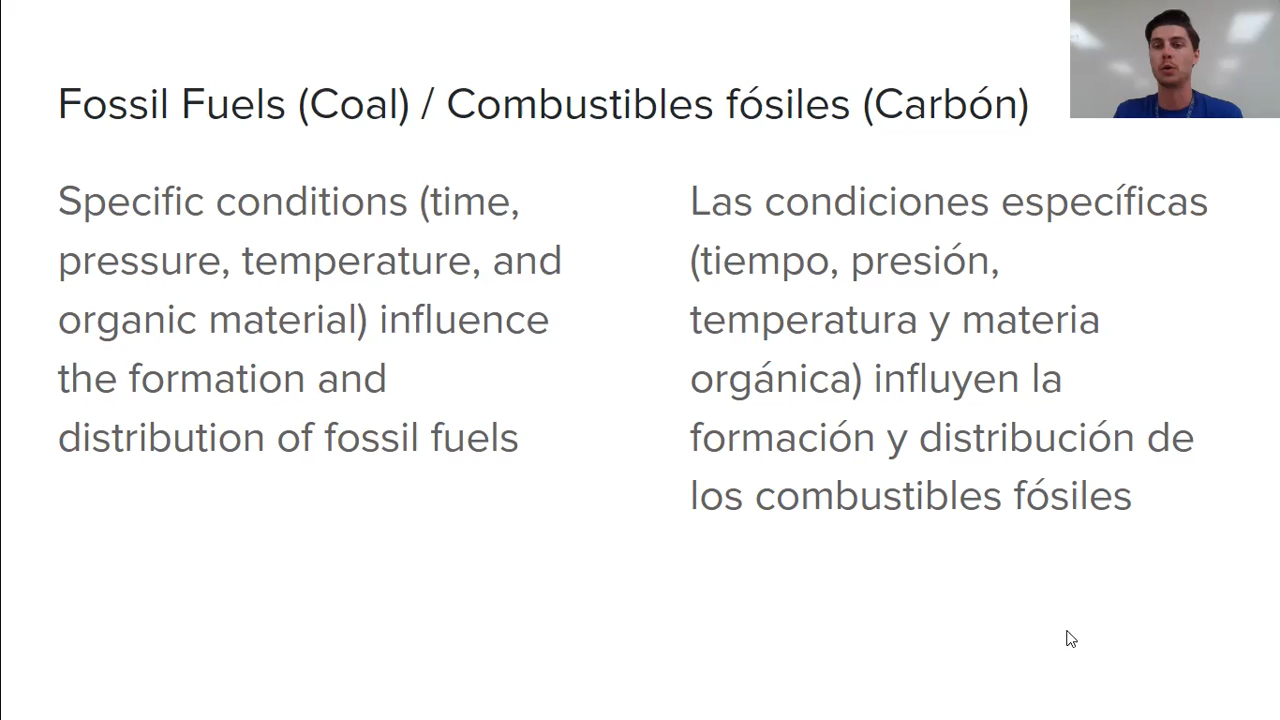 Fossil Fuels (Coal) / Combustibles fósiles (Carbón)
Specific conditions (time,
pressure, temperature, and
organic material) influence
the formation and
distribution of fossil fuels
Las condiciones específicas
(tiempo, presión,
temperatura y materia
orgánica) influyen la
formación y distribución de
los combustibles fósiles